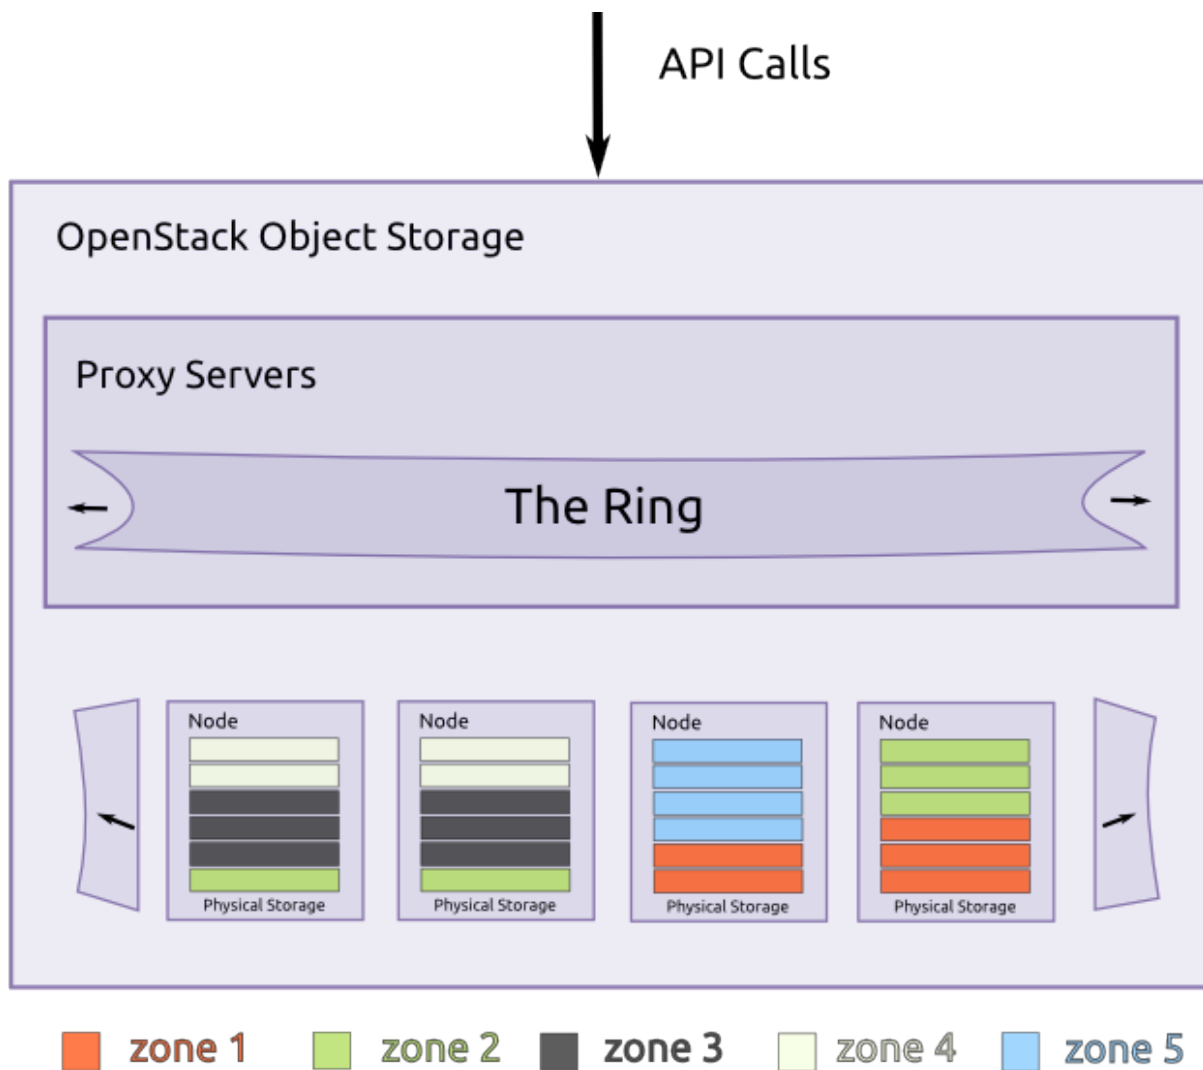 API Calls
OpenStack Object Storage
Proxy Servers
The Ring
Node
Node
Node
Node
Physical Storage
Physical Storage
Physical Storage
Physical Storage
zone 1
zone 2
zone 3
zone 4
zone 5